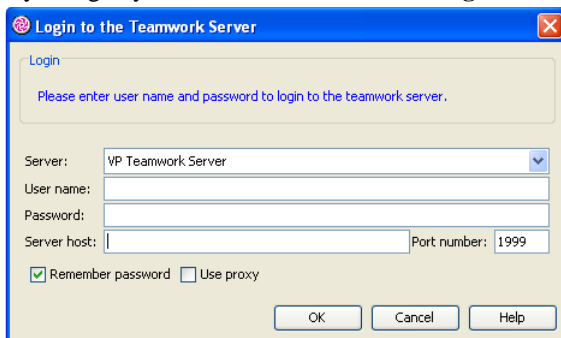 Login to the Teamwork Server
Login
Please enter user name and password to login to the teamwork server.
Server: VP Teamwork Server
User name:
Password:
Server host: Port number: 1999
Remember password Use proxy
OK Cancel Help